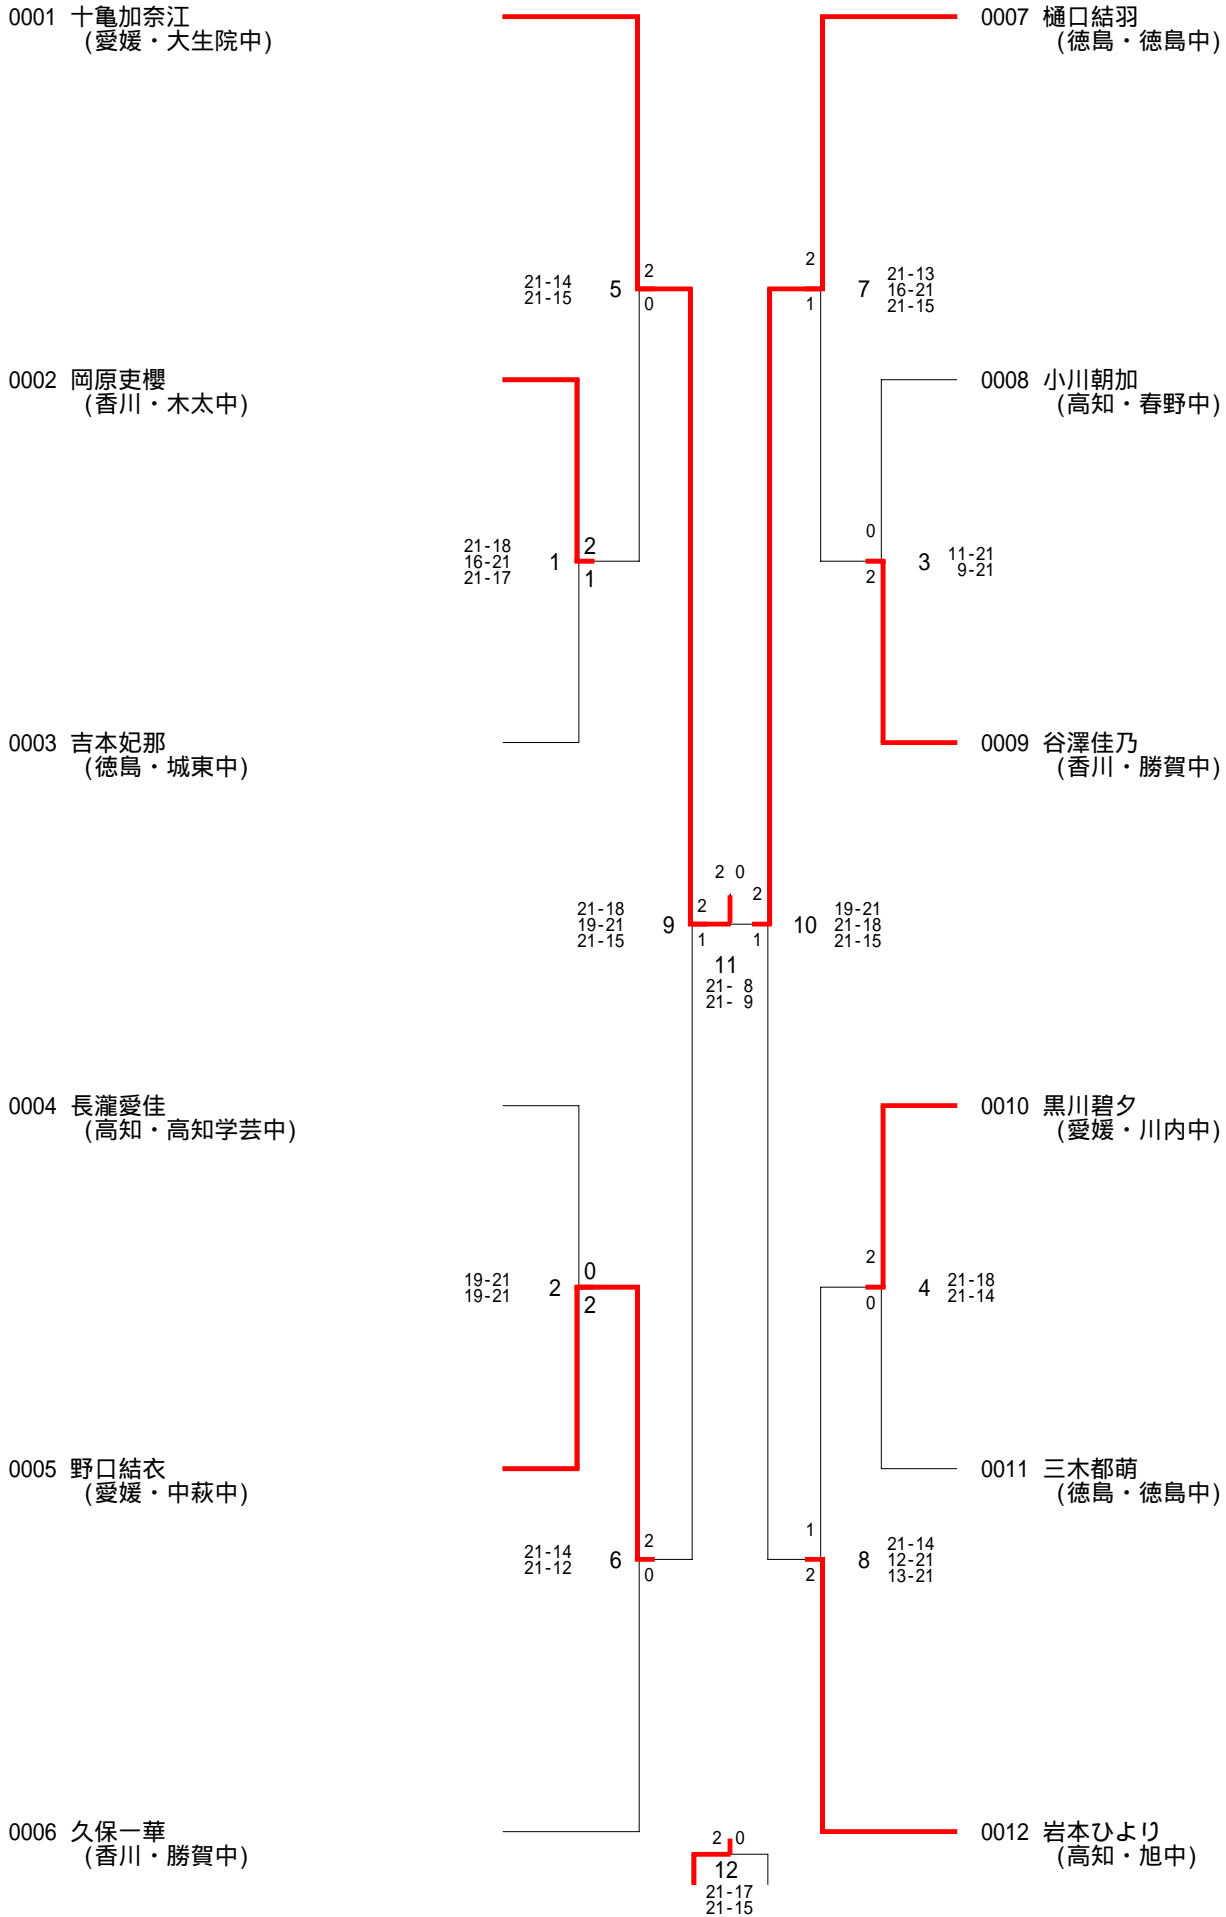 0001 十亀加奈江
(愛媛・大生院中)
0007 樋口結羽
(徳島・徳島中)
2
21-14
21-15
5
0
2
7
21-13
16-21
21-15
1
0002 岡原吏櫻
(香川・木太中)
0008 小川朝加
(高知・春野中)
21-18
16-21
21-17
1
2
1
0
2
3
11-21
9-21
0003 吉本妃那
(徳島・城東中)
0009 谷澤佳乃
(香川・勝賀中)
2 0
21-18
19-21
21-15
9
2
1
2
1
10
19-21
21-18
21-15
11
21- 8
21- 9
0004 長瀧愛佳
(高知・高知学芸中)
0010 黒川碧夕
(愛媛・川内中)
19-21
19-21
2
0
2
2
0
4
21-18
21-14
0005 野口結衣
(愛媛・中萩中)
0011 三木都萌
(徳島・徳島中)
21-14
21-12
6
2
0
1
2
8
21-14
12-21
13-21
0006 久保一華
(香川・勝賀中)
0012 岩本ひより
(高知・旭中)
2 0
12
21-17
21-15